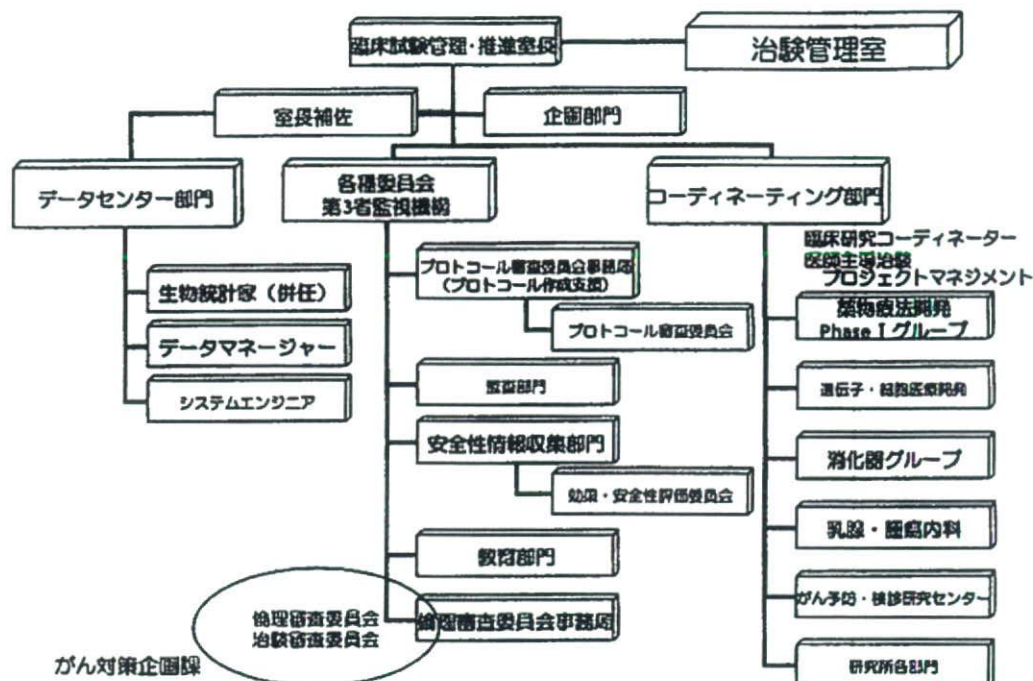 臨床試験管理・推進室長
治験管理室
室長補佐
企画部門
データセンター部門
各種委員会
第3省監視機構
コーディネーティング部門
臨床研究コーディネーター
医師主導治験
プロジェクトマネジメント
プロトコール審査委員会事務局
(プロトコール作成支援)
薬物療法開発
Phase I グループ
生物統計家(併任)
プロトコール審査委員会
データマネージャー
監査部門
遺伝子・細胞医療開発
システムエンジニア
安全性情報収集部門
消化器グループ
効果・安全性評価委員会
乳腺・腫瘍内科
教育部門
がん予防・検診研究センター
倫理審査委員会
治験審査委員会
倫理審査委員会事務局
がん対策企画課
研究所各部門